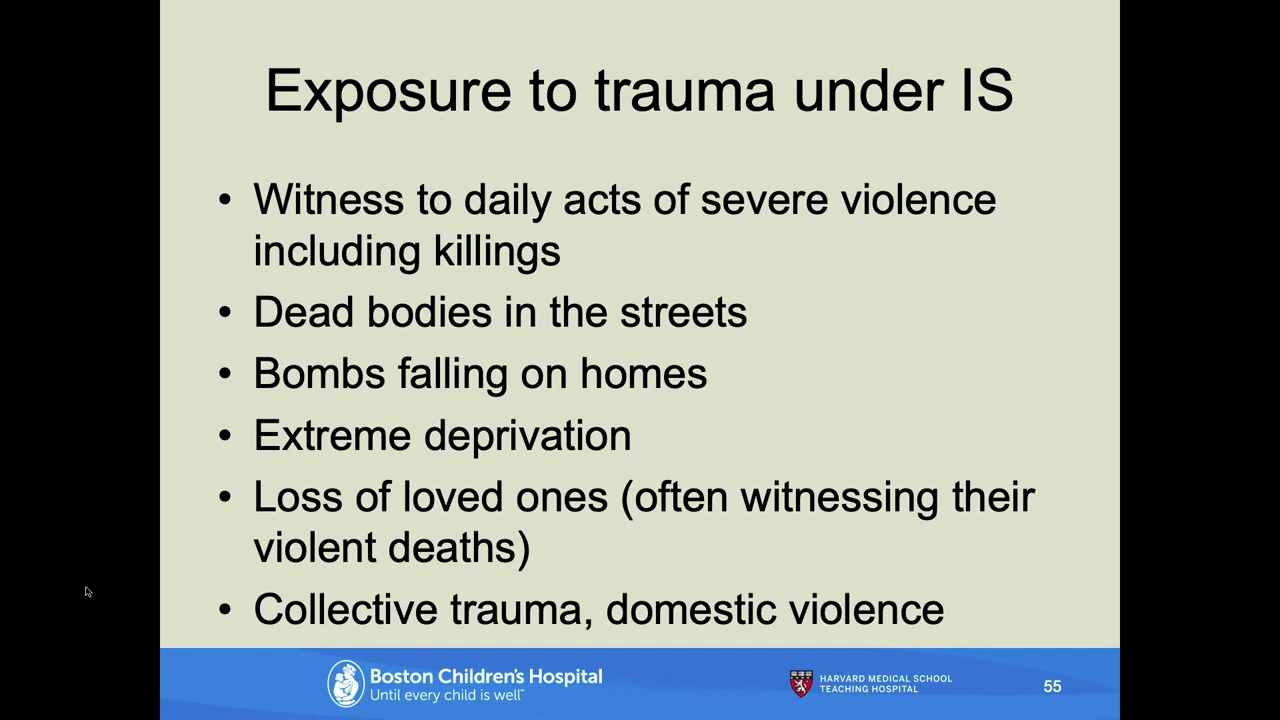 Exposure to trauma under IS
• Witness to daily acts of severe violence
including killings
• Dead bodies in the streets
• Bombs falling on homes
• Extreme deprivation
• Loss of loved ones (often witnessing their
violent deaths)
• Collective trauma, domestic violence
Boston Children's Hospital
Until every child is well™
HARVARD MEDICAL SCHOOL
TEACHING HOSPITAL
55